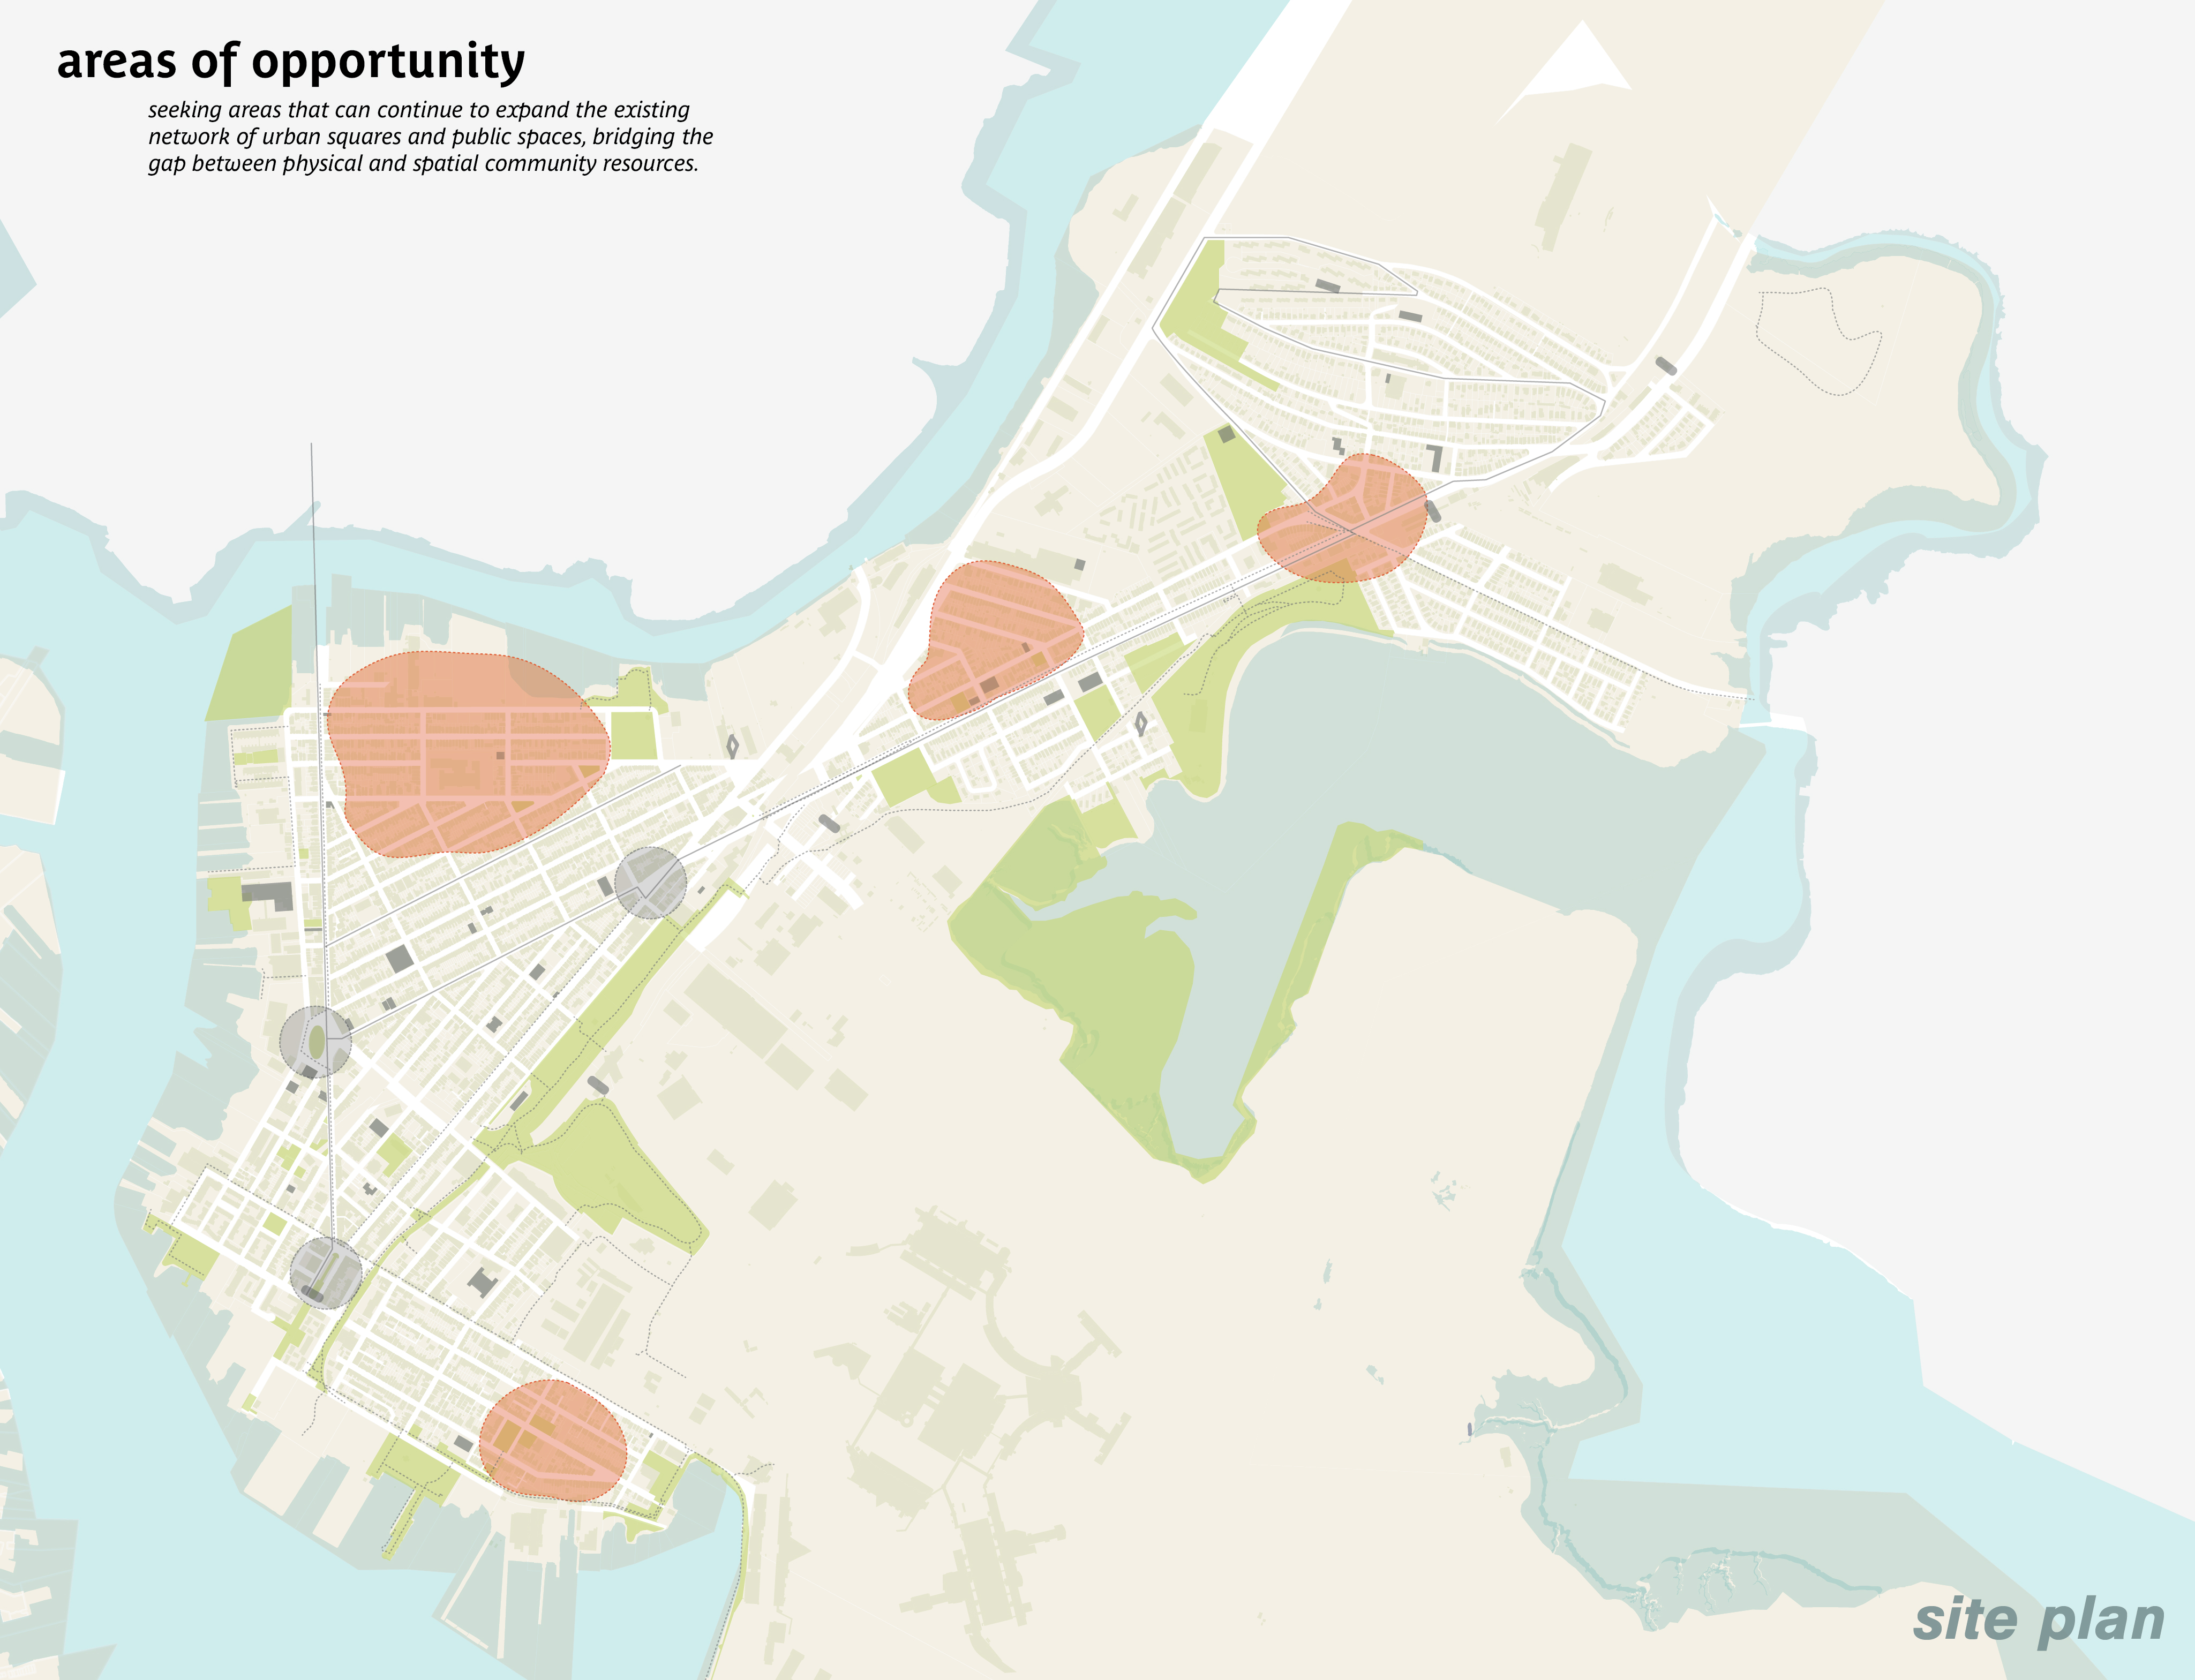 areas of opportunity
seeking areas that can continue to expand the existing
network of urban squares and public spaces, bridging the
gap between physical and spatial community resources.
site plan